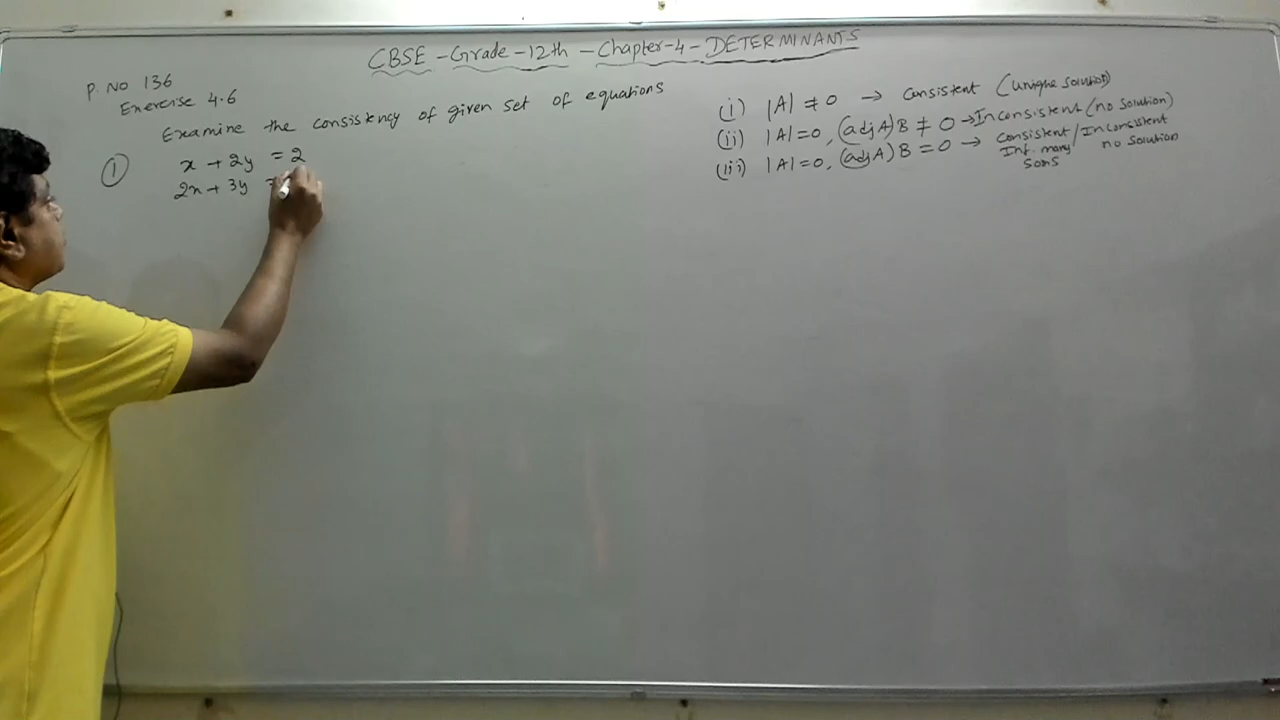 CBSE - Grade - 12th - Chapter-4 - DETERMINANTS
P. NO 136
Exercise 4.6
Examine the consistency of given set of equations
① x + 2y = 2
2x + 3y =
(i) |A| ≠ 0 → consistent (unique solution)
(ii) |A| = 0, (adj A) B ≠ 0 → Inconsistent (no solution)
(iii) |A| = 0, (adj A) B = 0 → consistent / Inconsistent
Inf. many no solution
sons